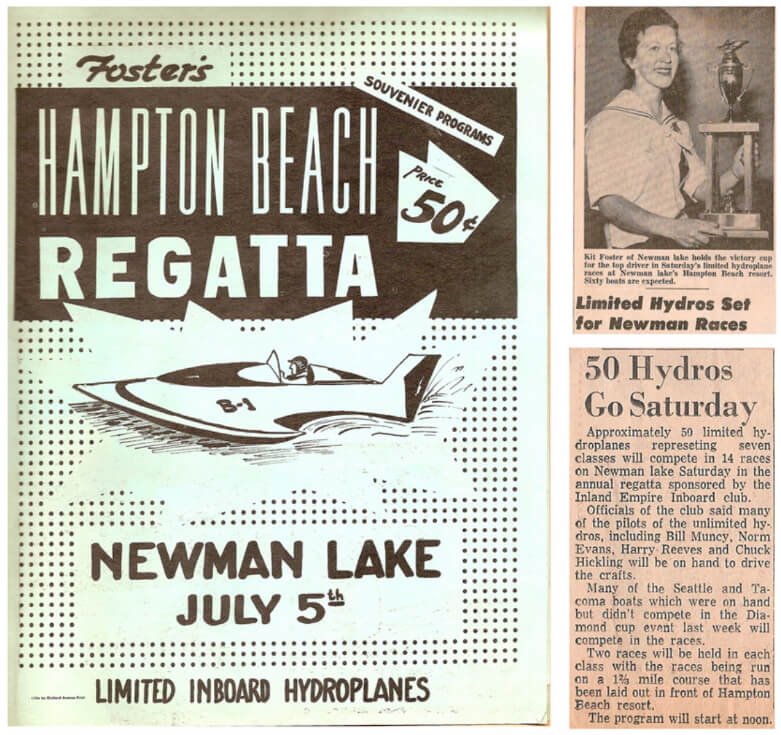 Foster's
SOUVENIER PROGRAMS
HAMPTON BEACH
PRICE
50¢
REGATTA
B-1
NEWMAN LAKE
JULY 5th
LIMITED INBOARD HYDROPLANES
Kit Foster of Newman lake holds the victory cup
for the top driver in Saturday's limited hydroplane
races at Newman lake's Hampton Beach resort.
Sixty boats are expected.
Limited Hydros Set
for Newman Races
50 Hydros
Go Saturday
Approximately 50 limited hy-
droplanes represeting seven
classes will compete in 14 races
on Newman lake Saturday in the
annual regatta sponsored by the
Inland Empire Inboard club.
Officials of the club said many
of the pilots of the unlimited hy-
dros, including Bill Muncy, Norm
Evans, Harry Reeves and Chuck
Hickling will be on hand to drive
the crafts.
Many of the Seattle and Ta-
coma boats which were on hand
but didn't compete in the Dia-
mond cup event last week will
compete in the races.
Two races will be held in each
class with the races being run
on a 1⅔ mile course that has
been laid out in front of Hampton
Beach resort.
The program will start at noon.